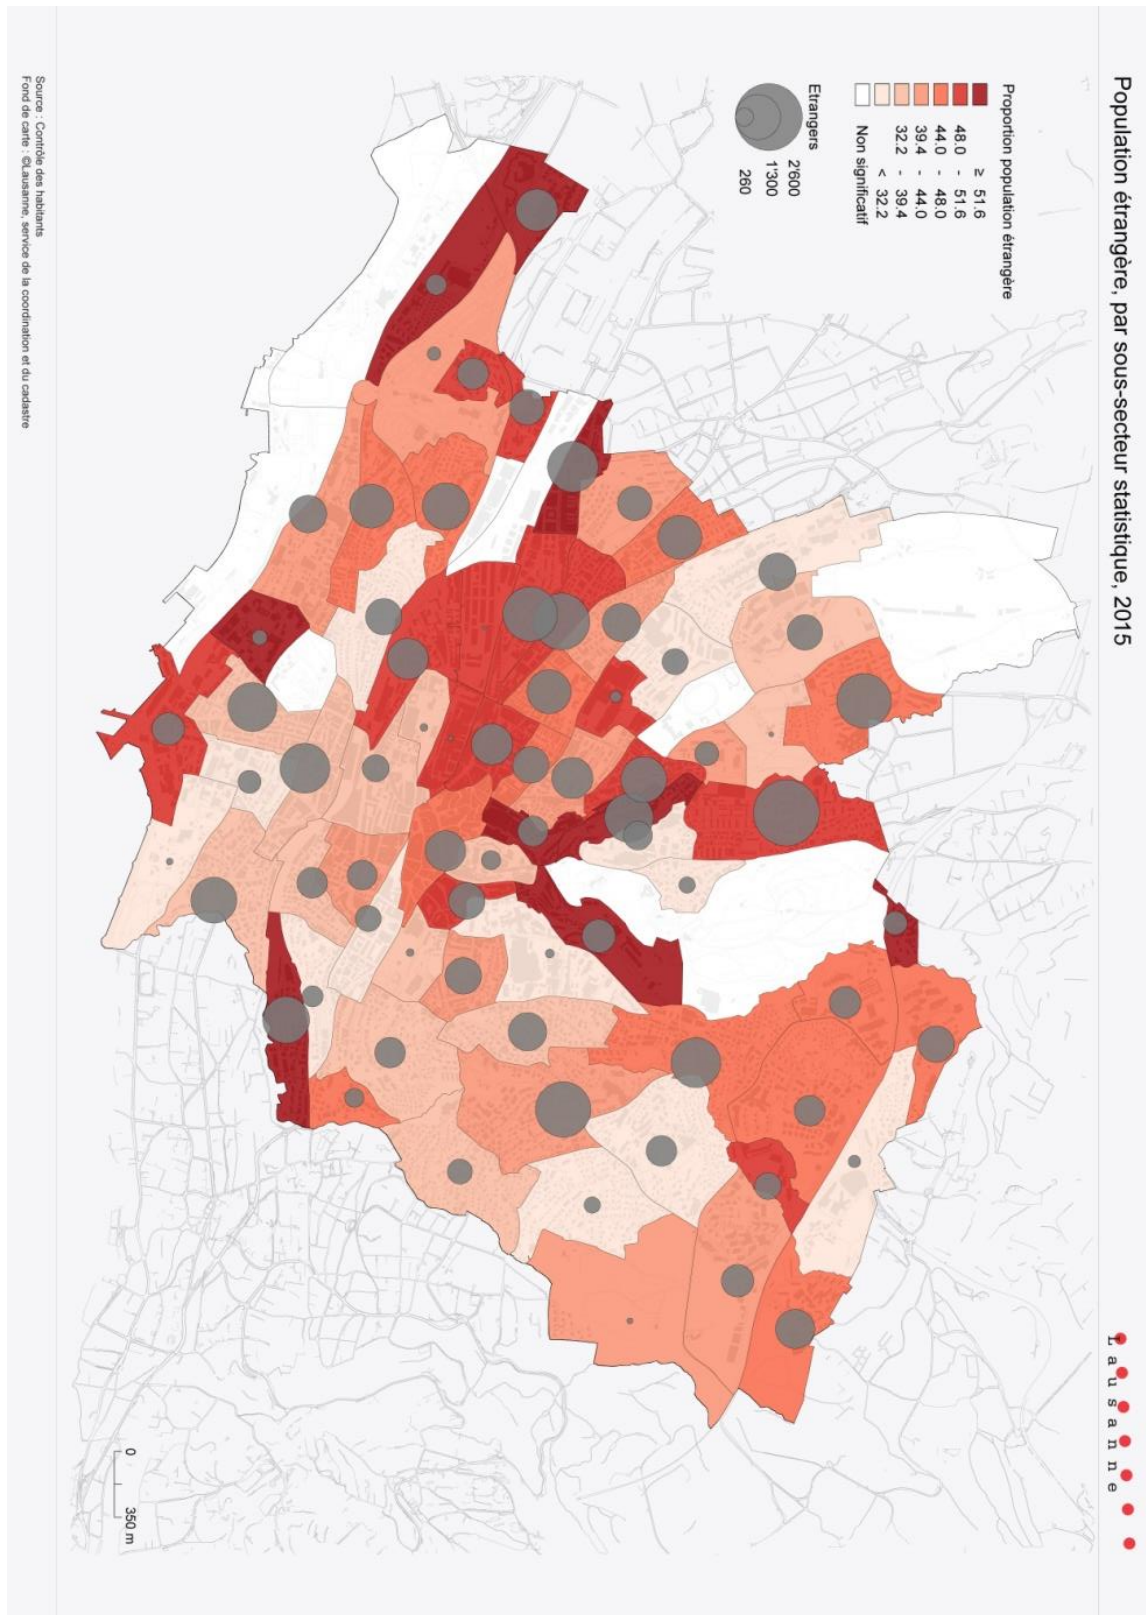 Population étrangère, par sous-secteur statistique, 2015
Lausanne
Proportion population étrangère
≥ 51.6
48.0 - 51.6
44.0 - 48.0
39.4 - 44.0
32.2 - 39.4
< 32.2
Non significatif
Etrangers
2'600
1'300
260
0 350 m
Source : Contrôle des habitants
Fond de carte : ©Lausanne, service de la coordination et du cadastre